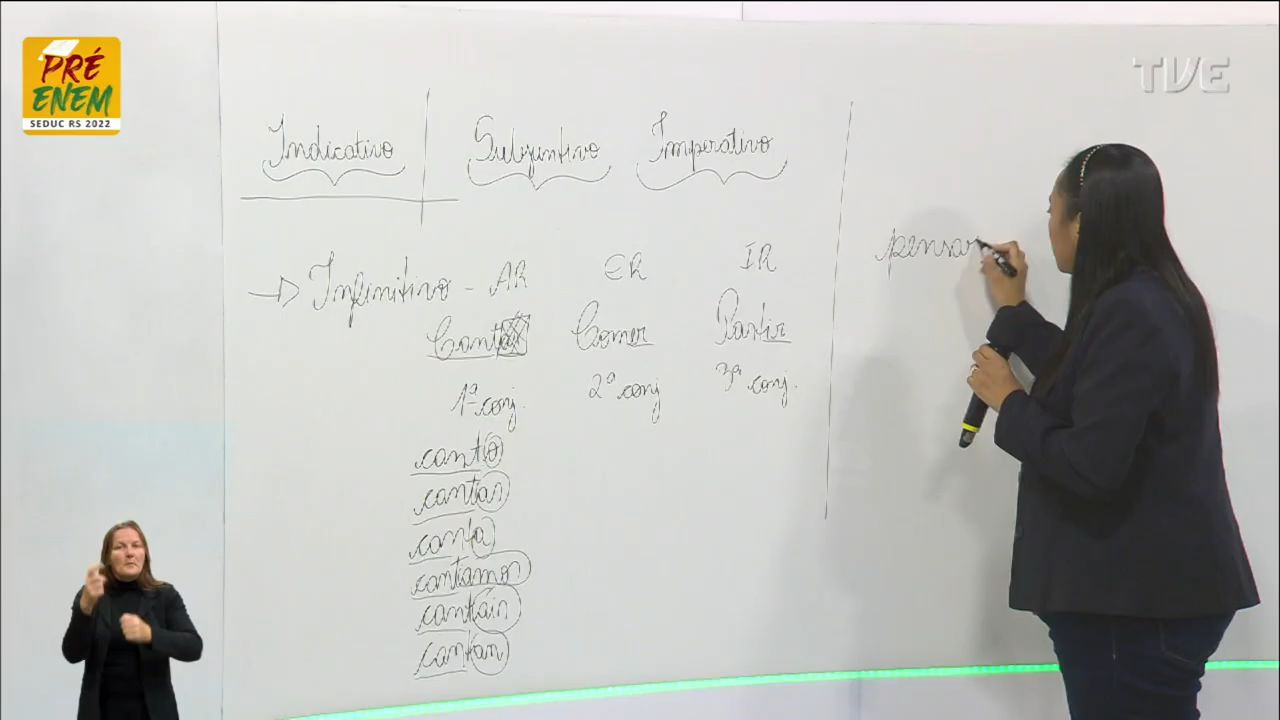 PRÉ
ENEM
SEDUC RS 2022
TVE
Indicativo Subjuntivo Imperativo
Infinitivo - AR ER IR
Cantar Comer Partir
1ª conj. 2ª conj 3ª conj.
canto
cantas
canta
cantamos
cantais
cantan
pensar